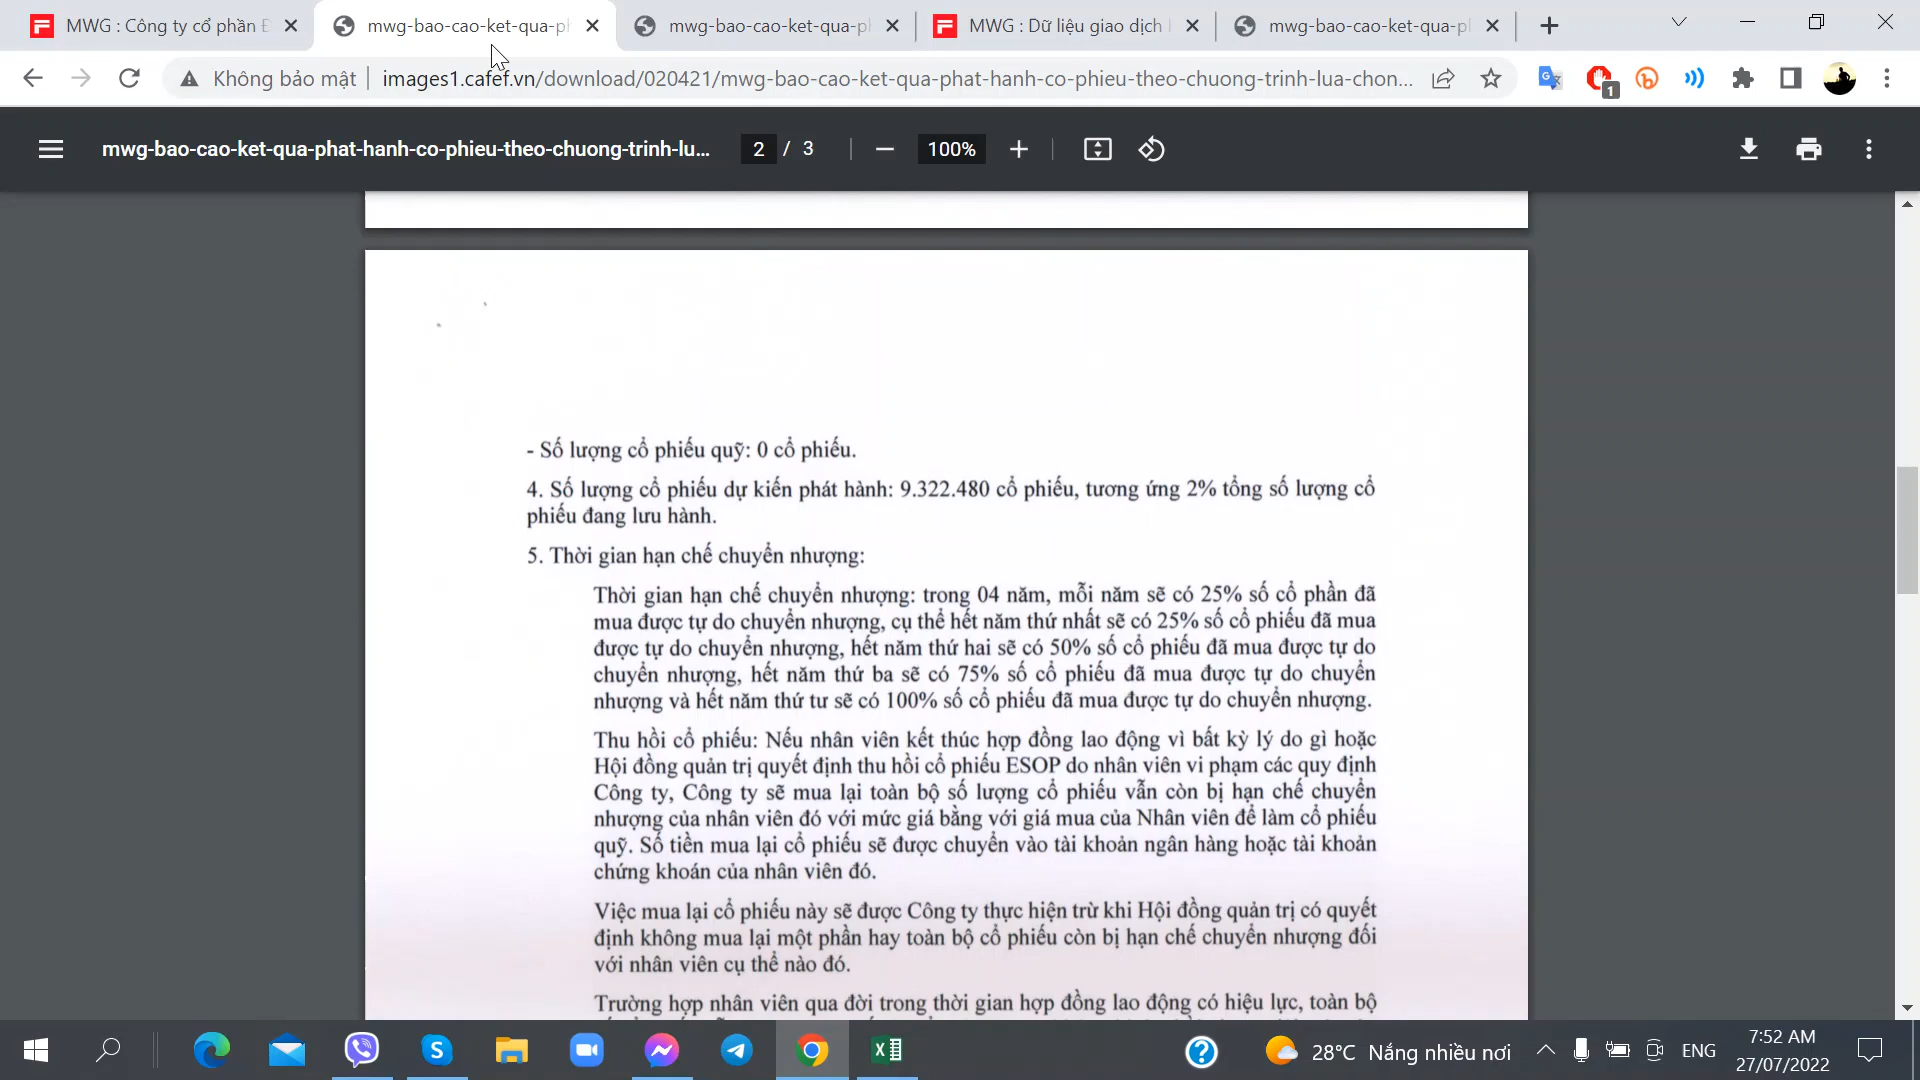 MWG : Công ty cổ phần Đ
mwg-bao-cao-ket-qua-pl
mwg-bao-cao-ket-qua-pl
MWG : Dữ liệu giao dịch
mwg-bao-cao-ket-qua-pl
Không bảo mật
images1.cafef.vn/download/020421/mwg-bao-cao-ket-qua-phat-hanh-co-phieu-theo-chuong-trinh-lua-chon...
1
mwg-bao-cao-ket-qua-phat-hanh-co-phieu-theo-chuong-trinh-lu...
2 / 3
100%
- Số lượng cổ phiếu quỹ: 0 cổ phiếu.
4. Số lượng cổ phiếu dự kiến phát hành: 9.322.480 cổ phiếu, tương ứng 2% tổng số lượng cổ
phiếu đang lưu hành.
5. Thời gian hạn chế chuyển nhượng:
Thời gian hạn chế chuyển nhượng: trong 04 năm, mỗi năm sẽ có 25% số cổ phần đã
mua được tự do chuyển nhượng, cụ thể hết năm thứ nhất sẽ có 25% số cổ phiếu đã mua
được tự do chuyển nhượng, hết năm thứ hai sẽ có 50% số cổ phiếu đã mua được tự do
chuyển nhượng, hết năm thứ ba sẽ có 75% số cổ phiếu đã mua được tự do chuyển
nhượng và hết năm thứ tư sẽ có 100% số cổ phiếu đã mua được tự do chuyển nhượng.
Thu hồi cổ phiếu: Nếu nhân viên kết thúc hợp đồng lao động vì bất kỳ lý do gì hoặc
Hội đồng quản trị quyết định thu hồi cổ phiếu ESOP do nhân viên vi phạm các quy định
Công ty, Công ty sẽ mua lại toàn bộ số lượng cổ phiếu vẫn còn bị hạn chế chuyển
nhượng của nhân viên đó với mức giá bằng với giá mua của Nhân viên để làm cổ phiếu
quỹ. Số tiền mua lại cổ phiếu sẽ được chuyển vào tài khoản ngân hàng hoặc tài khoản
chứng khoán của nhân viên đó.
Việc mua lại cổ phiếu này sẽ được Công ty thực hiện trừ khi Hội đồng quản trị có quyết
định không mua lại một phần hay toàn bộ cổ phiếu còn bị hạn chế chuyển nhượng đối
với nhân viên cụ thể nào đó.
Trường hợp nhân viên qua đời trong thời gian hợp đồng lao động có hiệu lực, toàn bộ
28°C Nắng nhiều nơi
ENG
7:52 AM
27/07/2022